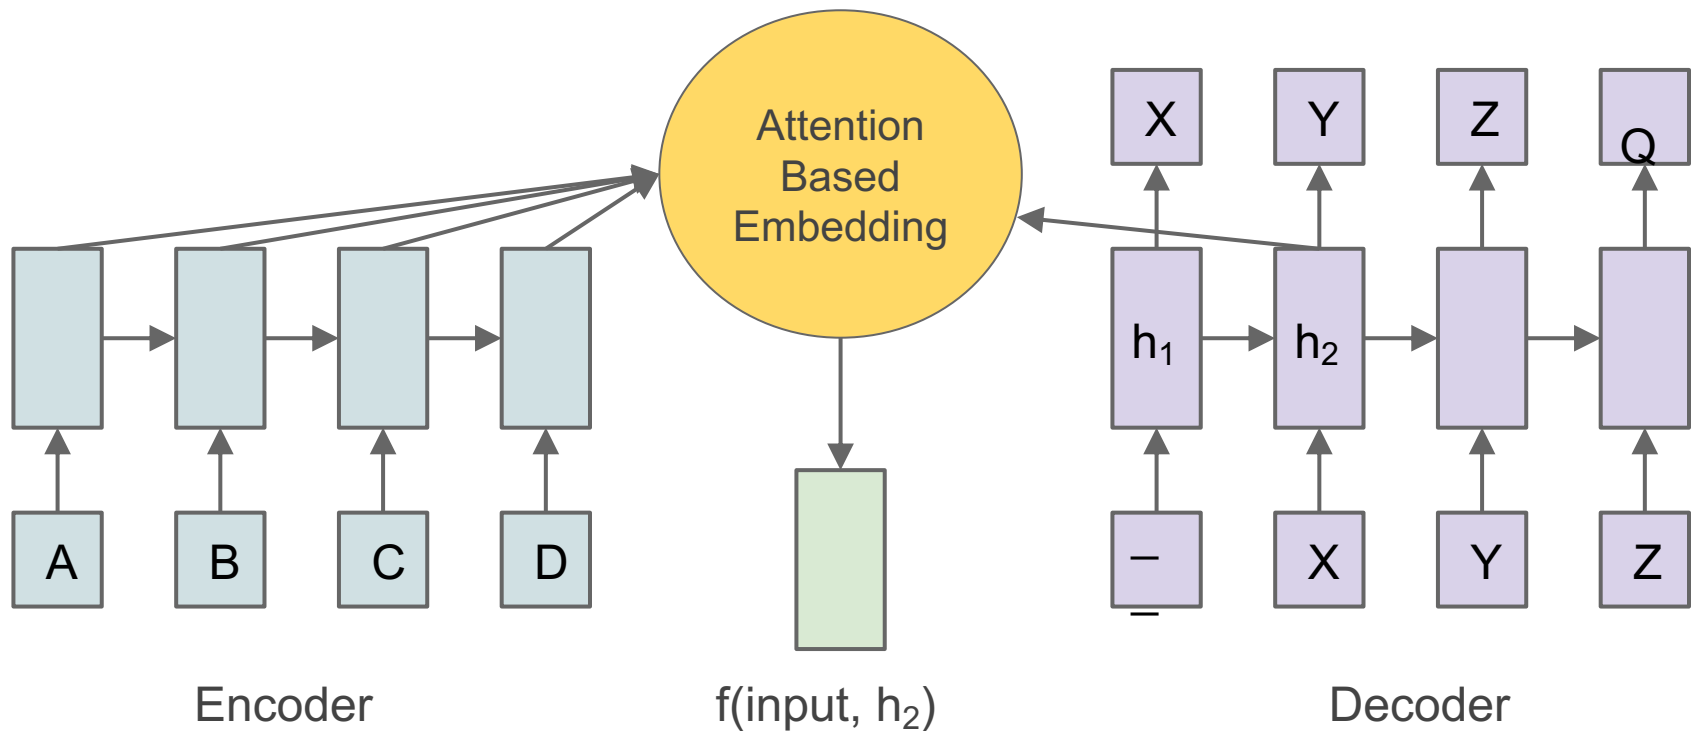 Attention
Based
Embedding
X
Y
Z
Q
h₁
h₂
A
B
C
D
_
_
X
Y
Z
Encoder
f(input, h₂)
Decoder